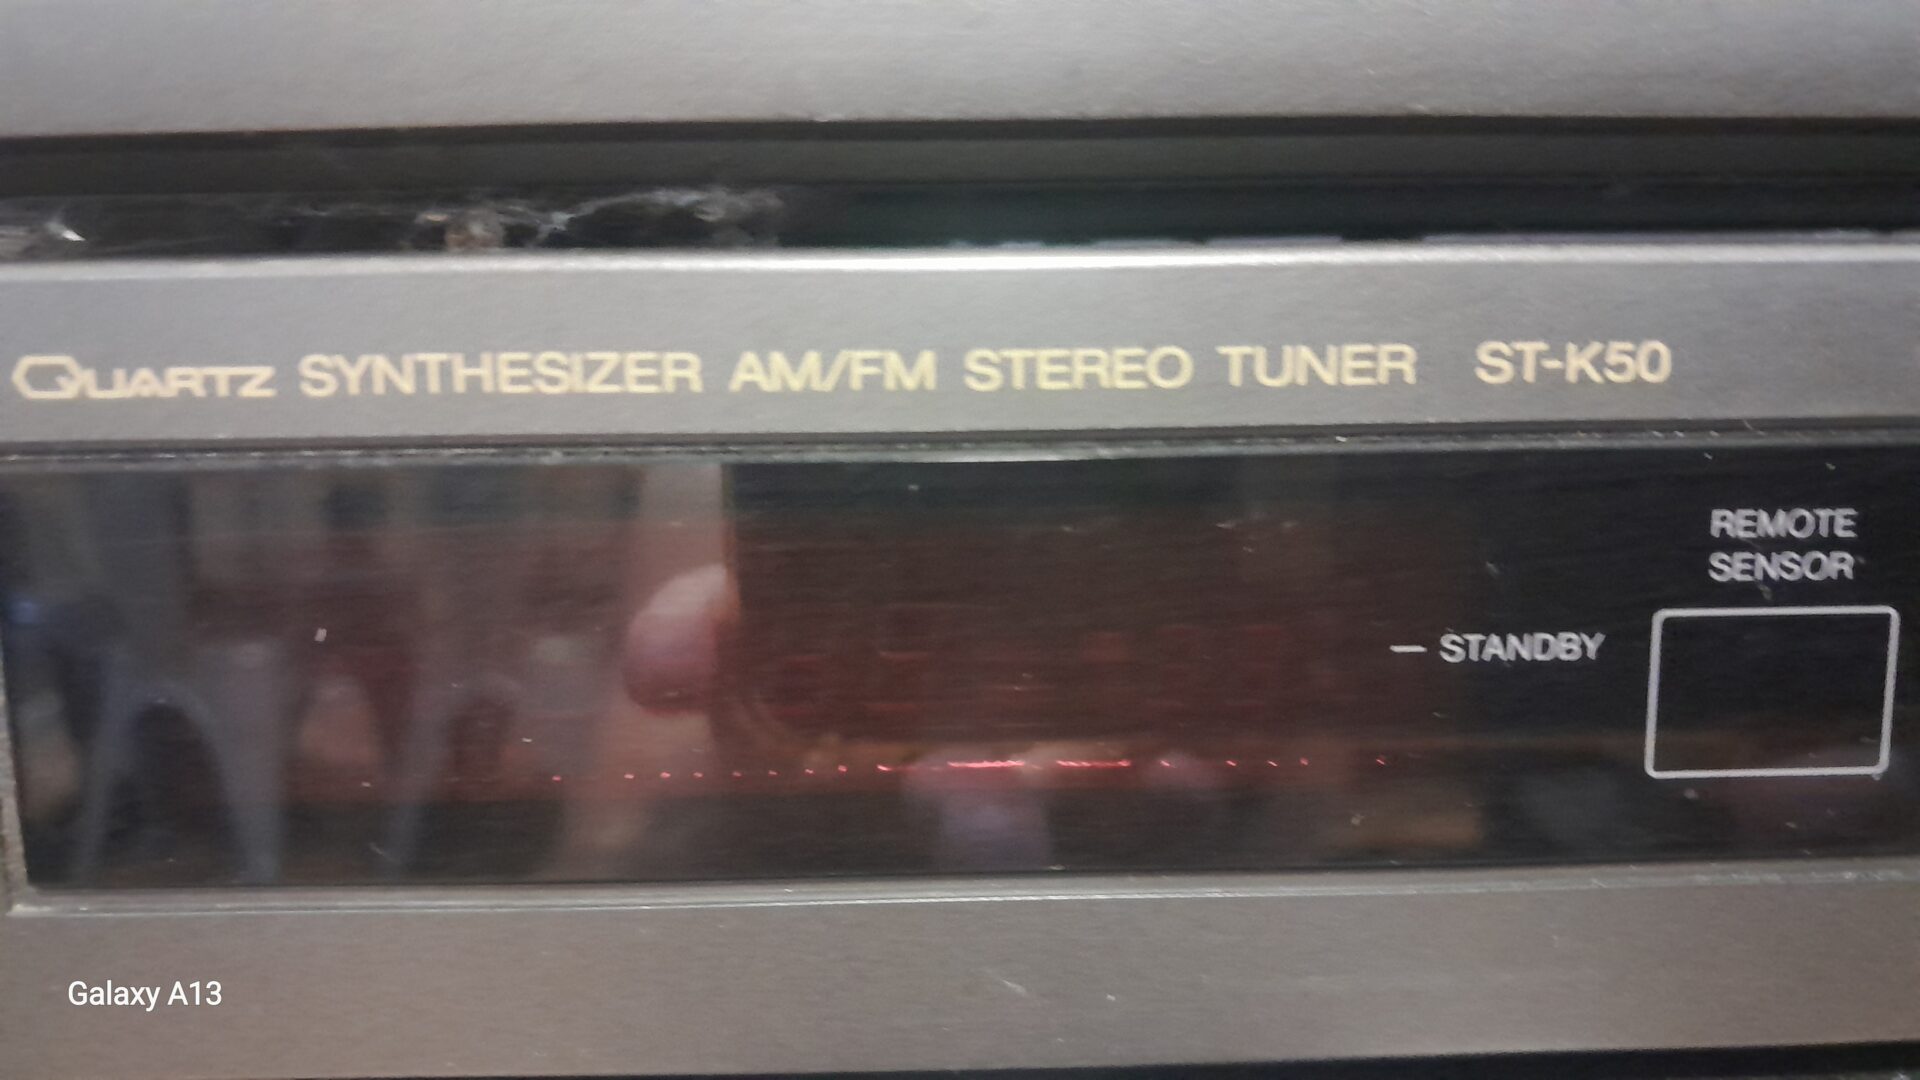 QUARTZ SYNTHESIZER AM/FM STEREO TUNER ST-K50
REMOTE
SENSOR
— STANDBY
Galaxy A13